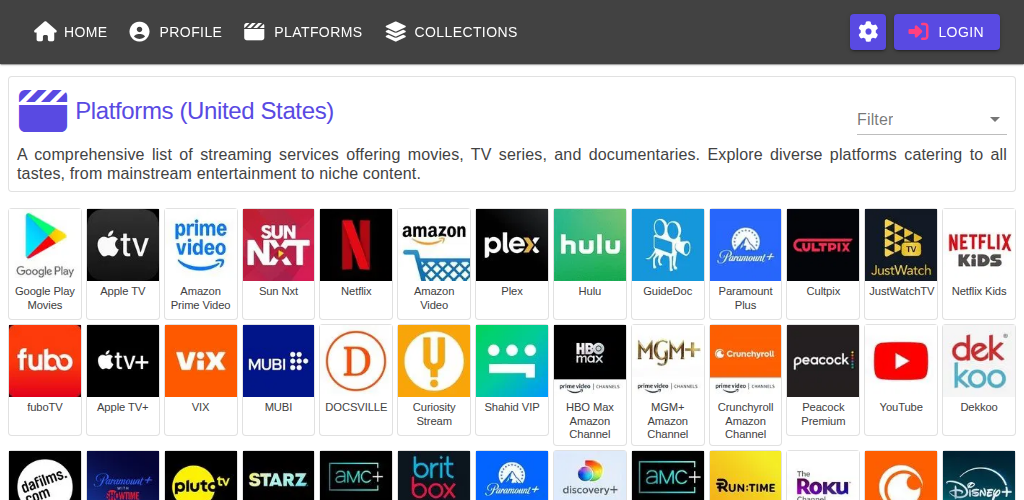 HOME PROFILE PLATFORMS COLLECTIONS LOGIN
Platforms (United States)
Filter
A comprehensive list of streaming services offering movies, TV series, and documentaries. Explore diverse platforms catering to all
tastes, from mainstream entertainment to niche content.
Google Play
Google Play
Movies
tv
Apple TV
prime
video
Amazon
Prime Video
SUN
NXT
Sun Nxt
N
Netflix
amazon
Amazon
Video
plex
Plex
hulu
Hulu
GuideDoc
Paramount+
Paramount
Plus
CULTPIX
Cultpix
TV
JustWatch
JustWatchTV
NETFLIX
KiDS
Netflix Kids
fubo
fuboTV
tv+
Apple TV+
ViX
VIX
MUBI
MUBI
D
DOCSVILLE
Curiosity
Stream
Shahid VIP
HBO
max
prime video | CHANNELS
HBO Max
Amazon
Channel
MGM+
prime video | CHANNELS
MGM+
Amazon
Channel
Crunchyroll
prime video | CHANNELS
Crunchyroll
Amazon
Channel
peacock
Peacock
Premium
YouTube
dek
koo
Dekkoo
dafilms.
com
Paramount+
WITH
SHOWTIME
pluto tv
STARZ
aMC+
brit
box
Paramount+
discovery+
aMC+
RUN:TIME
The
Roku
Channel
Disney+